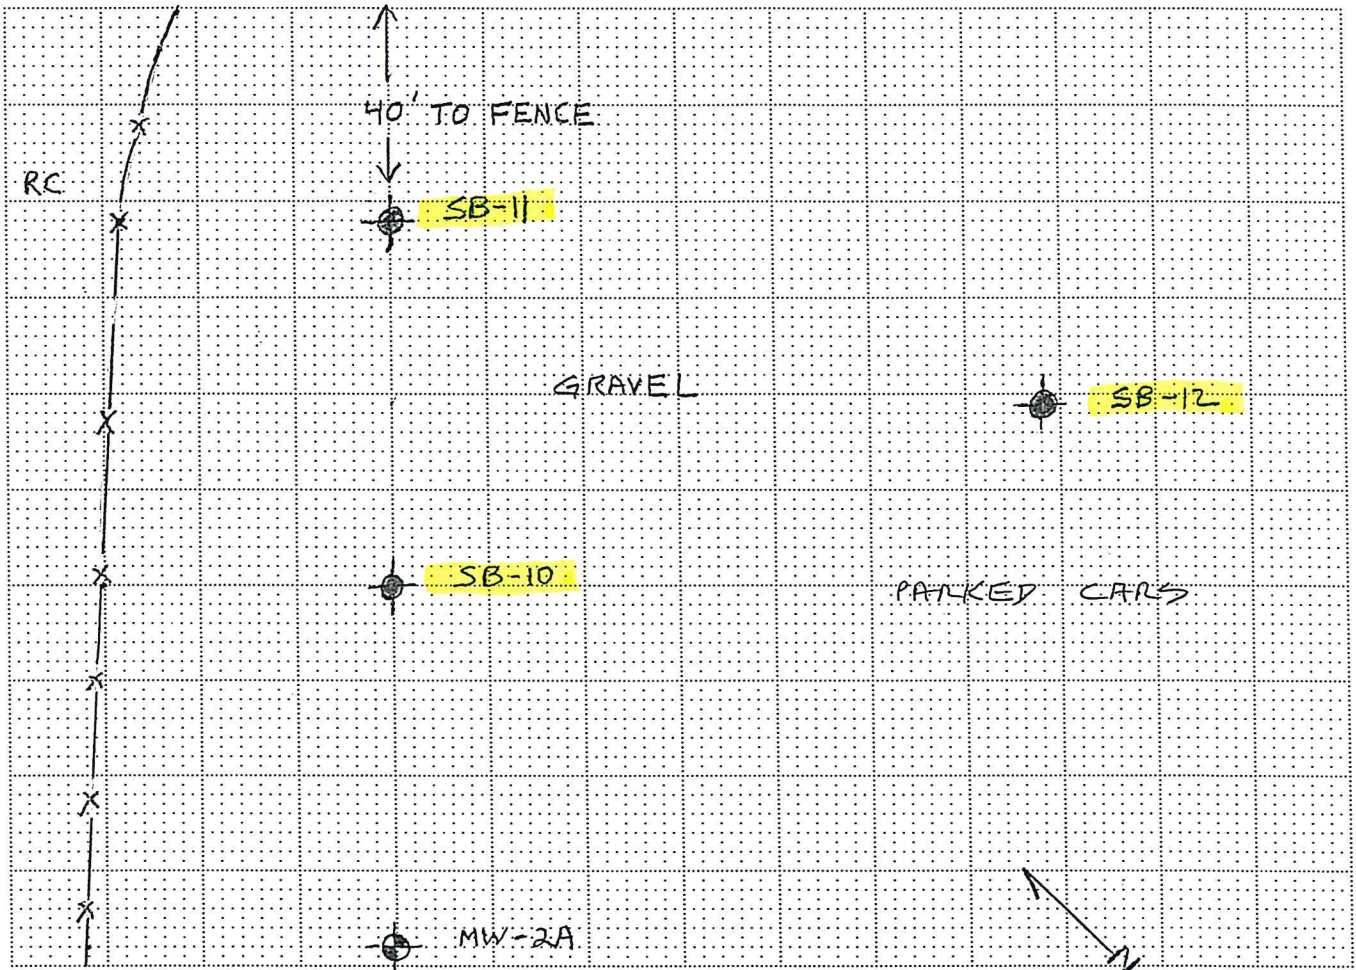 40' TO FENCE
RC
SB-11
GRAVEL
SB-12
SB-10
PARKED CARS
MW-2A
N